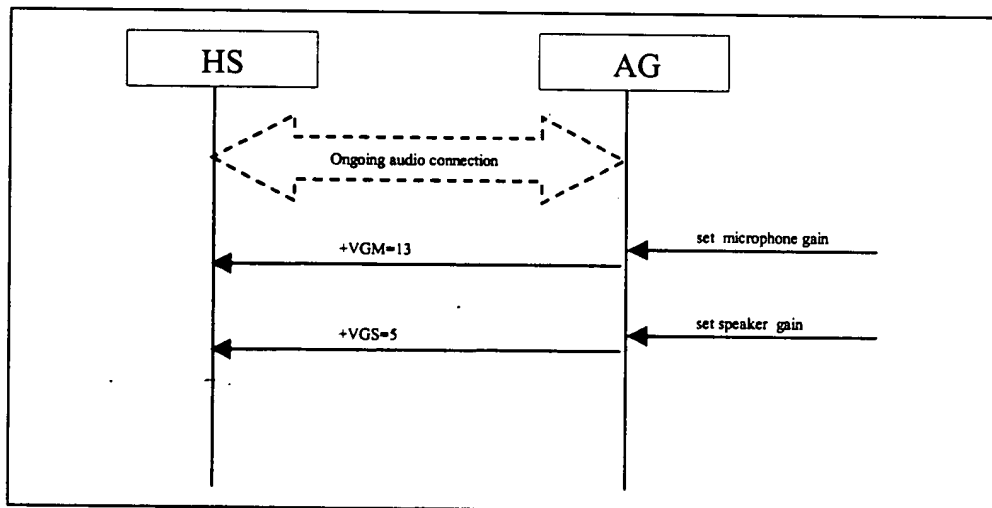 HS
AG
Ongoing audio connection
+VGM=13
set microphone gain
+VGS=5
set speaker gain